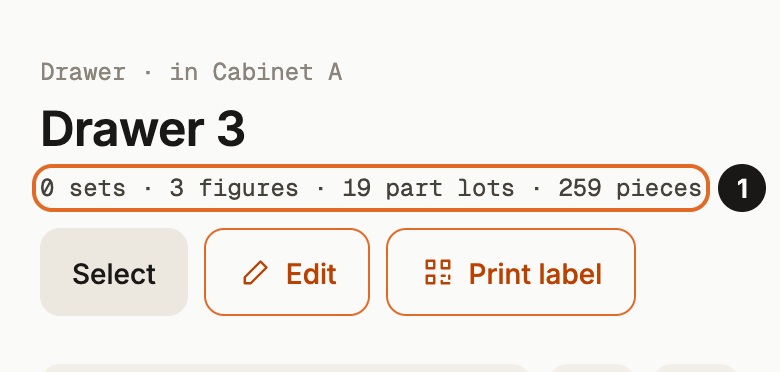 Drawer · in Cabinet A
Drawer 3
0 sets · 3 figures · 19 part lots · 259 pieces
1
Select
Edit
Print label